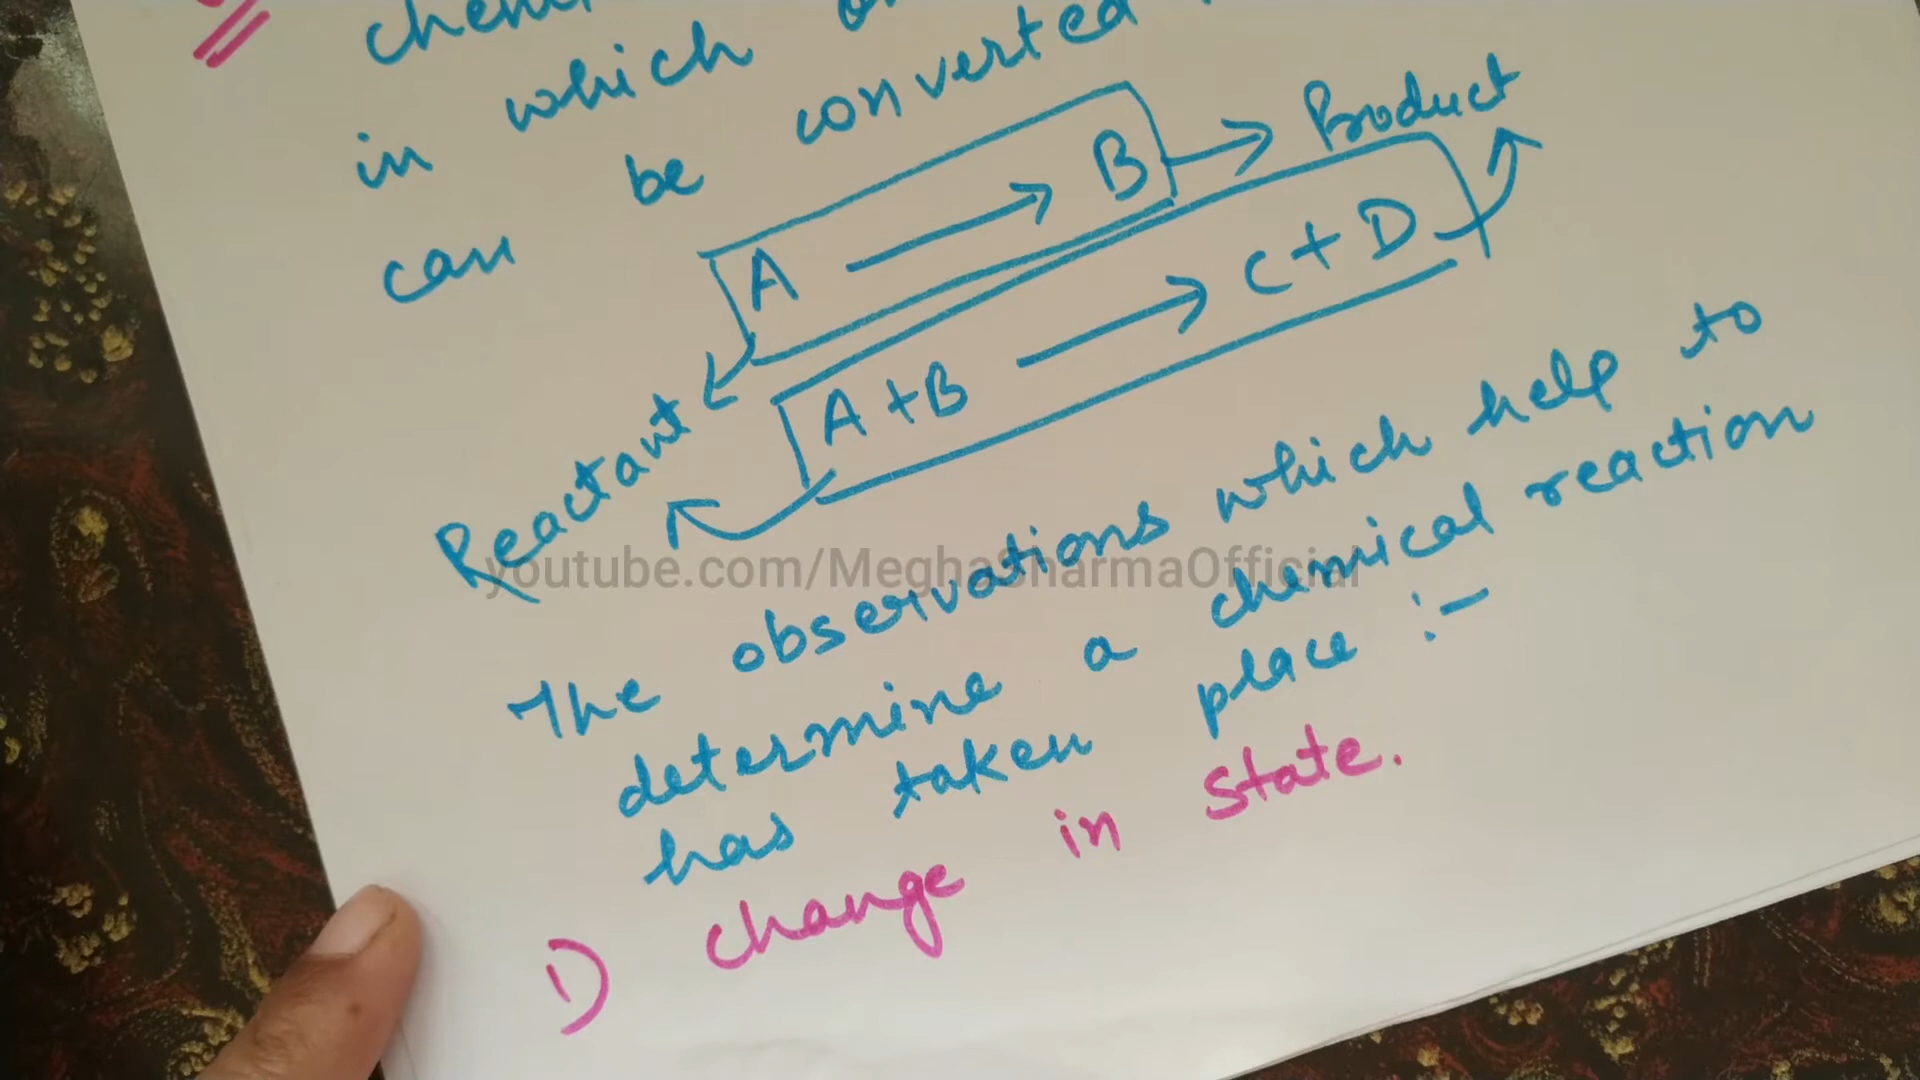 in which
can be converted
A → B → Product
A + B → C + D
Reactant
The observations which help to
determine a chemical reaction
has taken place :-
1) change in state.
youtube.com/MeghaSharmaOfficial